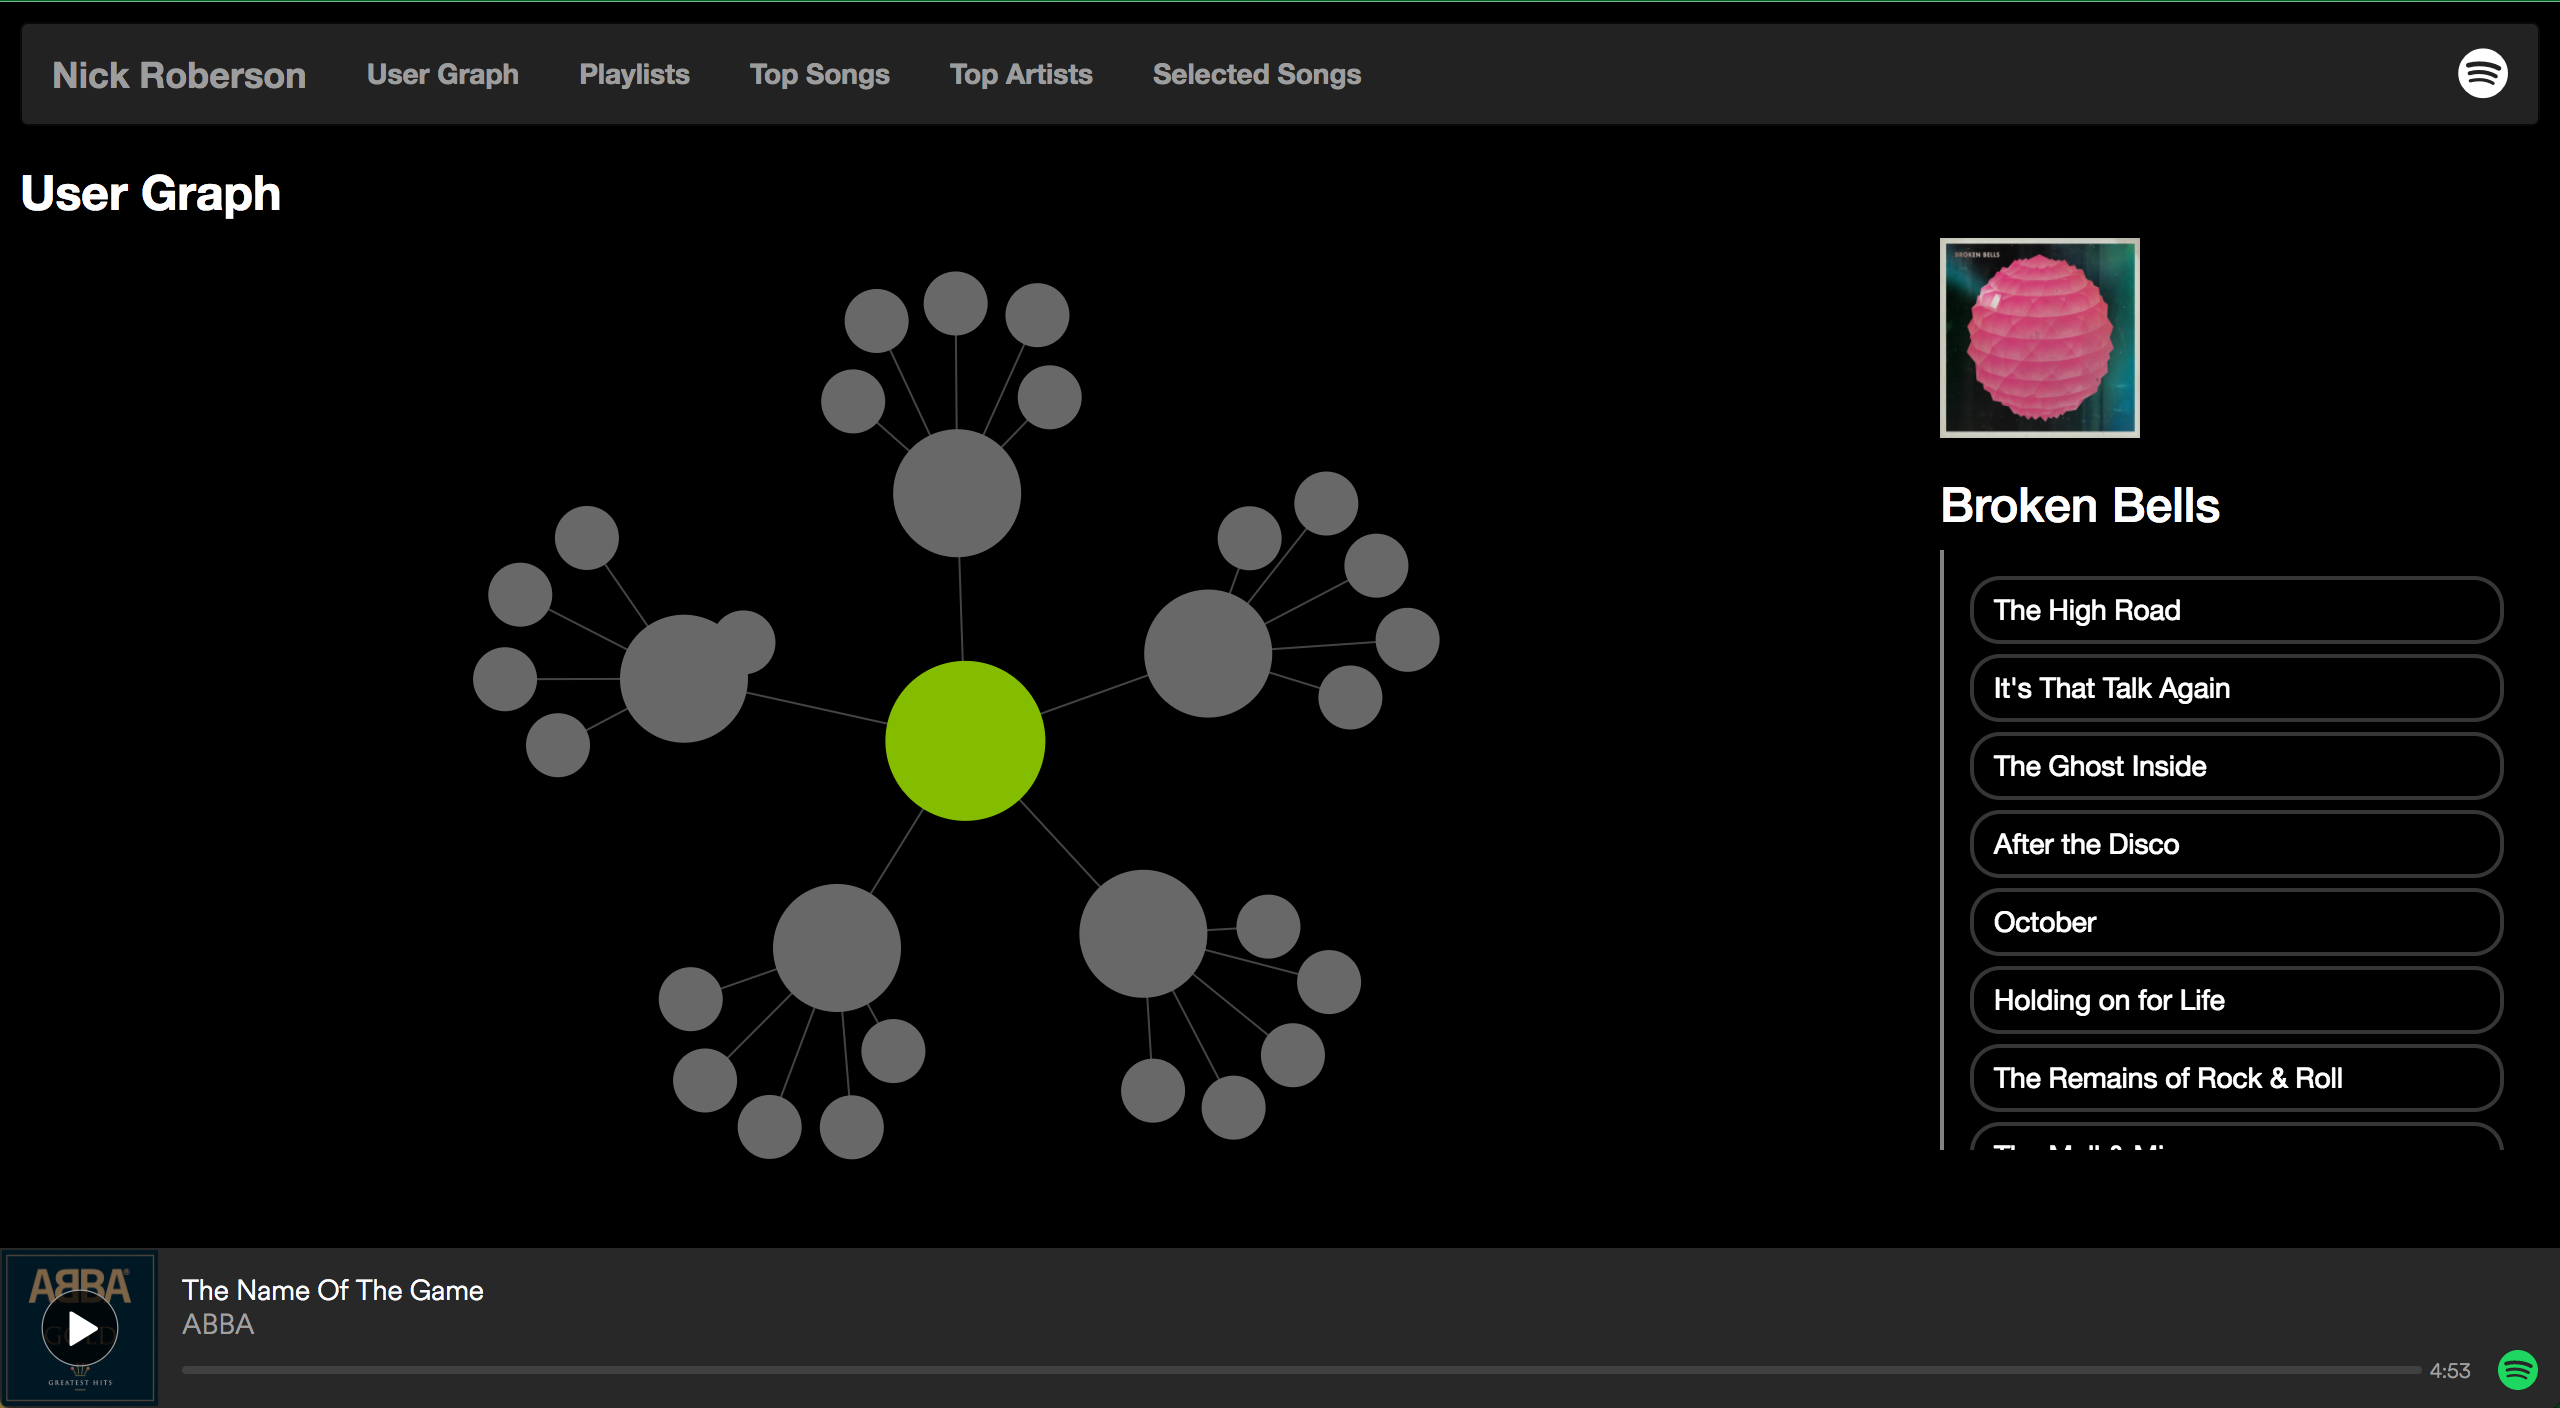 Nick Roberson
User Graph
Playlists
Top Songs
Top Artists
Selected Songs
User Graph
BROKEN BELLS
Broken Bells
The High Road
It's That Talk Again
The Ghost Inside
After the Disco
October
Holding on for Life
The Remains of Rock & Roll
ABBA
GOLD
GREATEST HITS
The Name Of The Game
ABBA
4:53